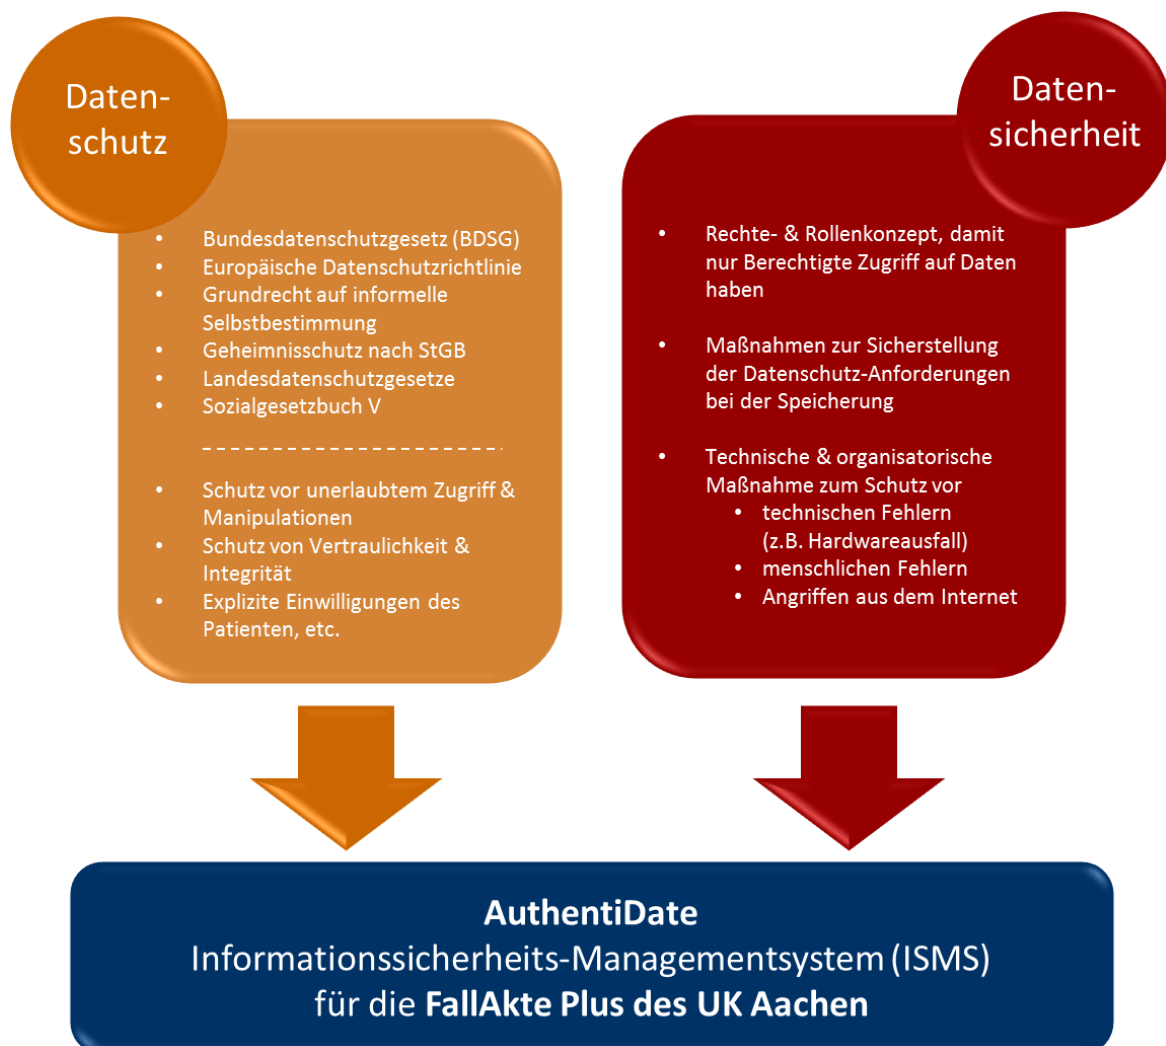 Daten-
schutz
• Bundesdatenschutzgesetz (BDSG)
• Europäische Datenschutzrichtlinie
• Grundrecht auf informelle
Selbstbestimmung
• Geheimnisschutz nach StGB
• Landesdatenschutzgesetze
• Sozialgesetzbuch V
• Schutz vor unerlaubtem Zugriff &
Manipulationen
• Schutz von Vertraulichkeit &
Integrität
• Explizite Einwilligungen des
Patienten, etc.
Daten-
sicherheit
• Rechte- & Rollenkonzept, damit
nur Berechtigte Zugriff auf Daten
haben
• Maßnahmen zur Sicherstellung
der Datenschutz-Anforderungen
bei der Speicherung
• Technische & organisatorische
Maßnahme zum Schutz vor
• technischen Fehlern
(z.B. Hardwareausfall)
• menschlichen Fehlern
• Angriffen aus dem Internet
AuthentiDate
Informationssicherheits-Managementsystem (ISMS)
für die FallAkte Plus des UK Aachen